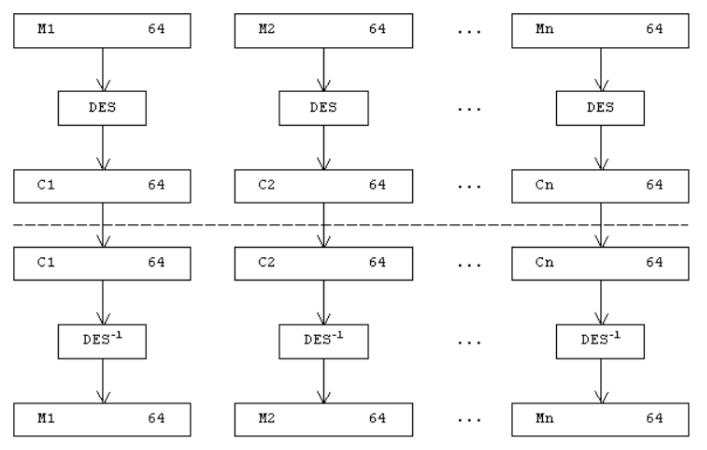 M1 64 M2 64 ... Mn 64
DES DES ... DES
C1 64 C2 64 ... Cn 64
C1 64 C2 64 ... Cn 64
DES⁻¹ DES⁻¹ ... DES⁻¹
M1 64 M2 64 ... Mn 64